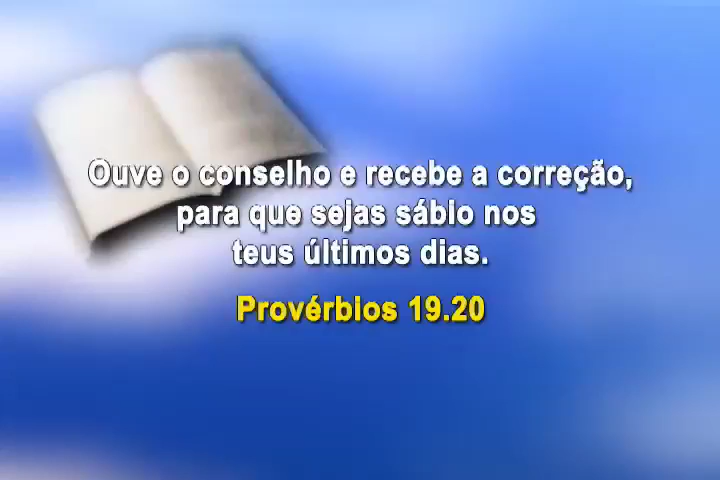 Ouve o conselho e recebe a correção,
para que sejas sábio nos
teus últimos dias.
Provérbios 19.20